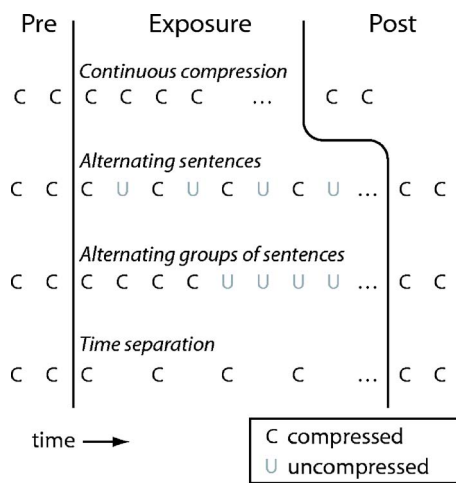 Pre Exposure Post
Continuous compression
C C C C C C ... C C
Alternating sentences
C C C U C U C U C U ... C C
Alternating groups of sentences
C C C C C C U U U U ... C C
Time separation
C C C C C C ... C C
time
C compressed
U uncompressed